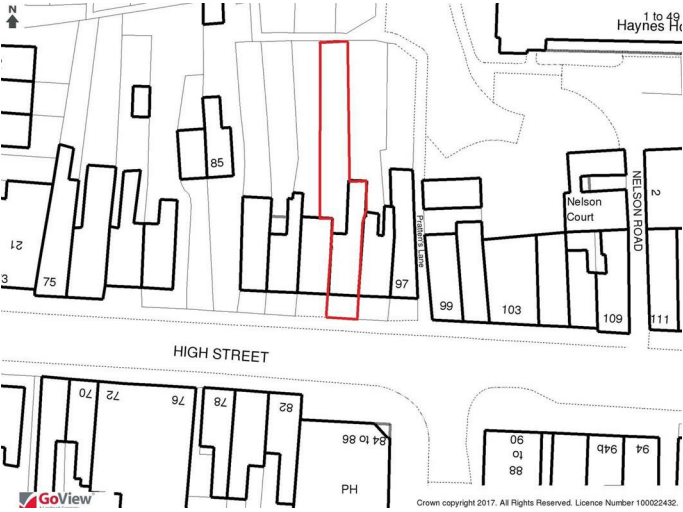 N
1 to 49
Haynes Ho
85
21
3
75
97
Pratten's Lane
99
103
Nelson
Court
109
NELSON ROAD
2
111
HIGH STREET
70
72
76
78
82
84 to 86
PH
90
to
88
94b
94
GoView
Crown copyright 2017. All Rights Reserved. Licence Number 100022432.